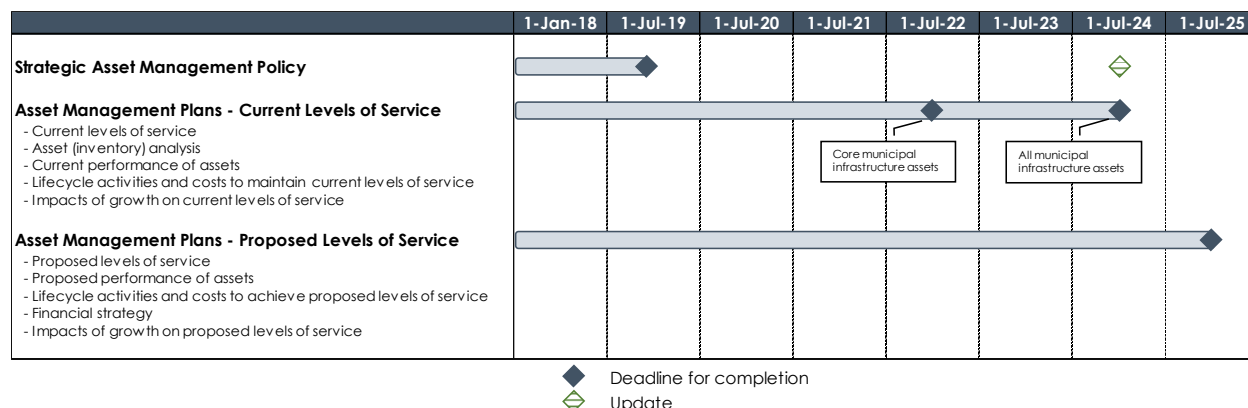 1-Jan-18 1-Jul-19 1-Jul-20 1-Jul-21 1-Jul-22 1-Jul-23 1-Jul-24 1-Jul-25
Strategic Asset Management Policy
Asset Management Plans - Current Levels of Service
- Current levels of service
- Asset (inventory) analysis
- Current performance of assets
- Lifecycle activities and costs to maintain current levels of service
- Impacts of growth on current levels of service
Core municipal
infrastructure assets
All municipal
infrastructure assets
Asset Management Plans - Proposed Levels of Service
- Proposed levels of service
- Proposed performance of assets
- Lifecycle activities and costs to achieve proposed levels of service
- Financial strategy
- Impacts of growth on proposed levels of service
Deadline for completion
Update